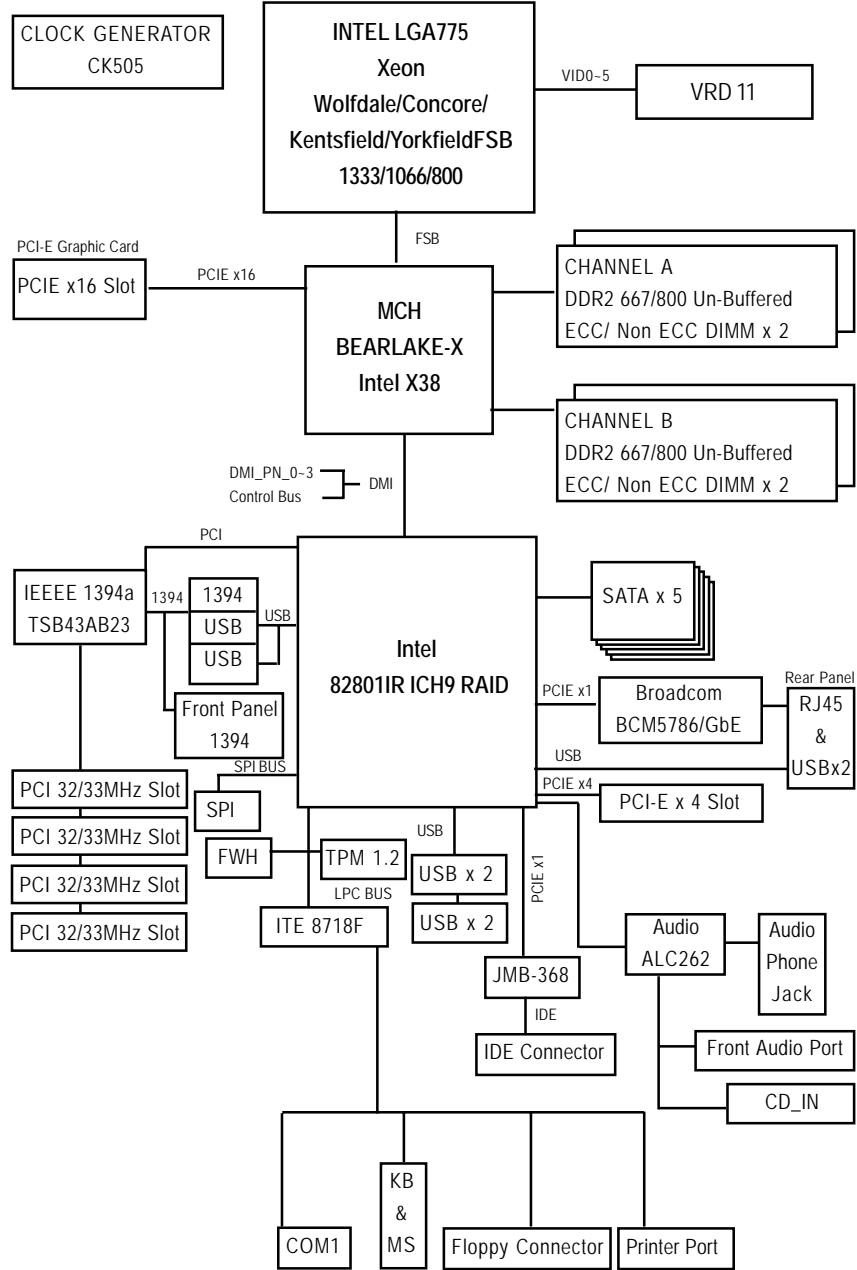 CLOCK GENERATOR
CK505
INTEL LGA775
Xeon
Wolfdale/Concore/
Kentsfield/YorkfieldFSB
1333/1066/800
VID0~5
VRD 11
FSB
PCI-E Graphic Card
PCIE x16 Slot
PCIE x16
MCH
BEARLAKE-X
Intel X38
CHANNEL A
DDR2 667/800 Un-Buffered
ECC/ Non ECC DIMM x 2
CHANNEL B
DDR2 667/800 Un-Buffered
ECC/ Non ECC DIMM x 2
DMI_PN_0~3
Control Bus
DMI
PCI
IEEEE 1394a
TSB43AB23
1394
1394
USB
USB
USB
Front Panel
1394
Intel
82801IR ICH9 RAID
SATA x 5
PCIE x1
Broadcom
BCM5786/GbE
Rear Panel
RJ45
&
USBx2
USB
PCIE x4
PCI-E x 4 Slot
SPI BUS
SPI
PCI 32/33MHz Slot
PCI 32/33MHz Slot
PCI 32/33MHz Slot
PCI 32/33MHz Slot
FWH
TPM 1.2
LPC BUS
ITE 8718F
USB
USB x 2
USB x 2
PCIE x1
JMB-368
IDE
IDE Connector
Audio
ALC262
Audio
Phone
Jack
Front Audio Port
CD_IN
COM1
KB
&
MS
Floppy Connector
Printer Port